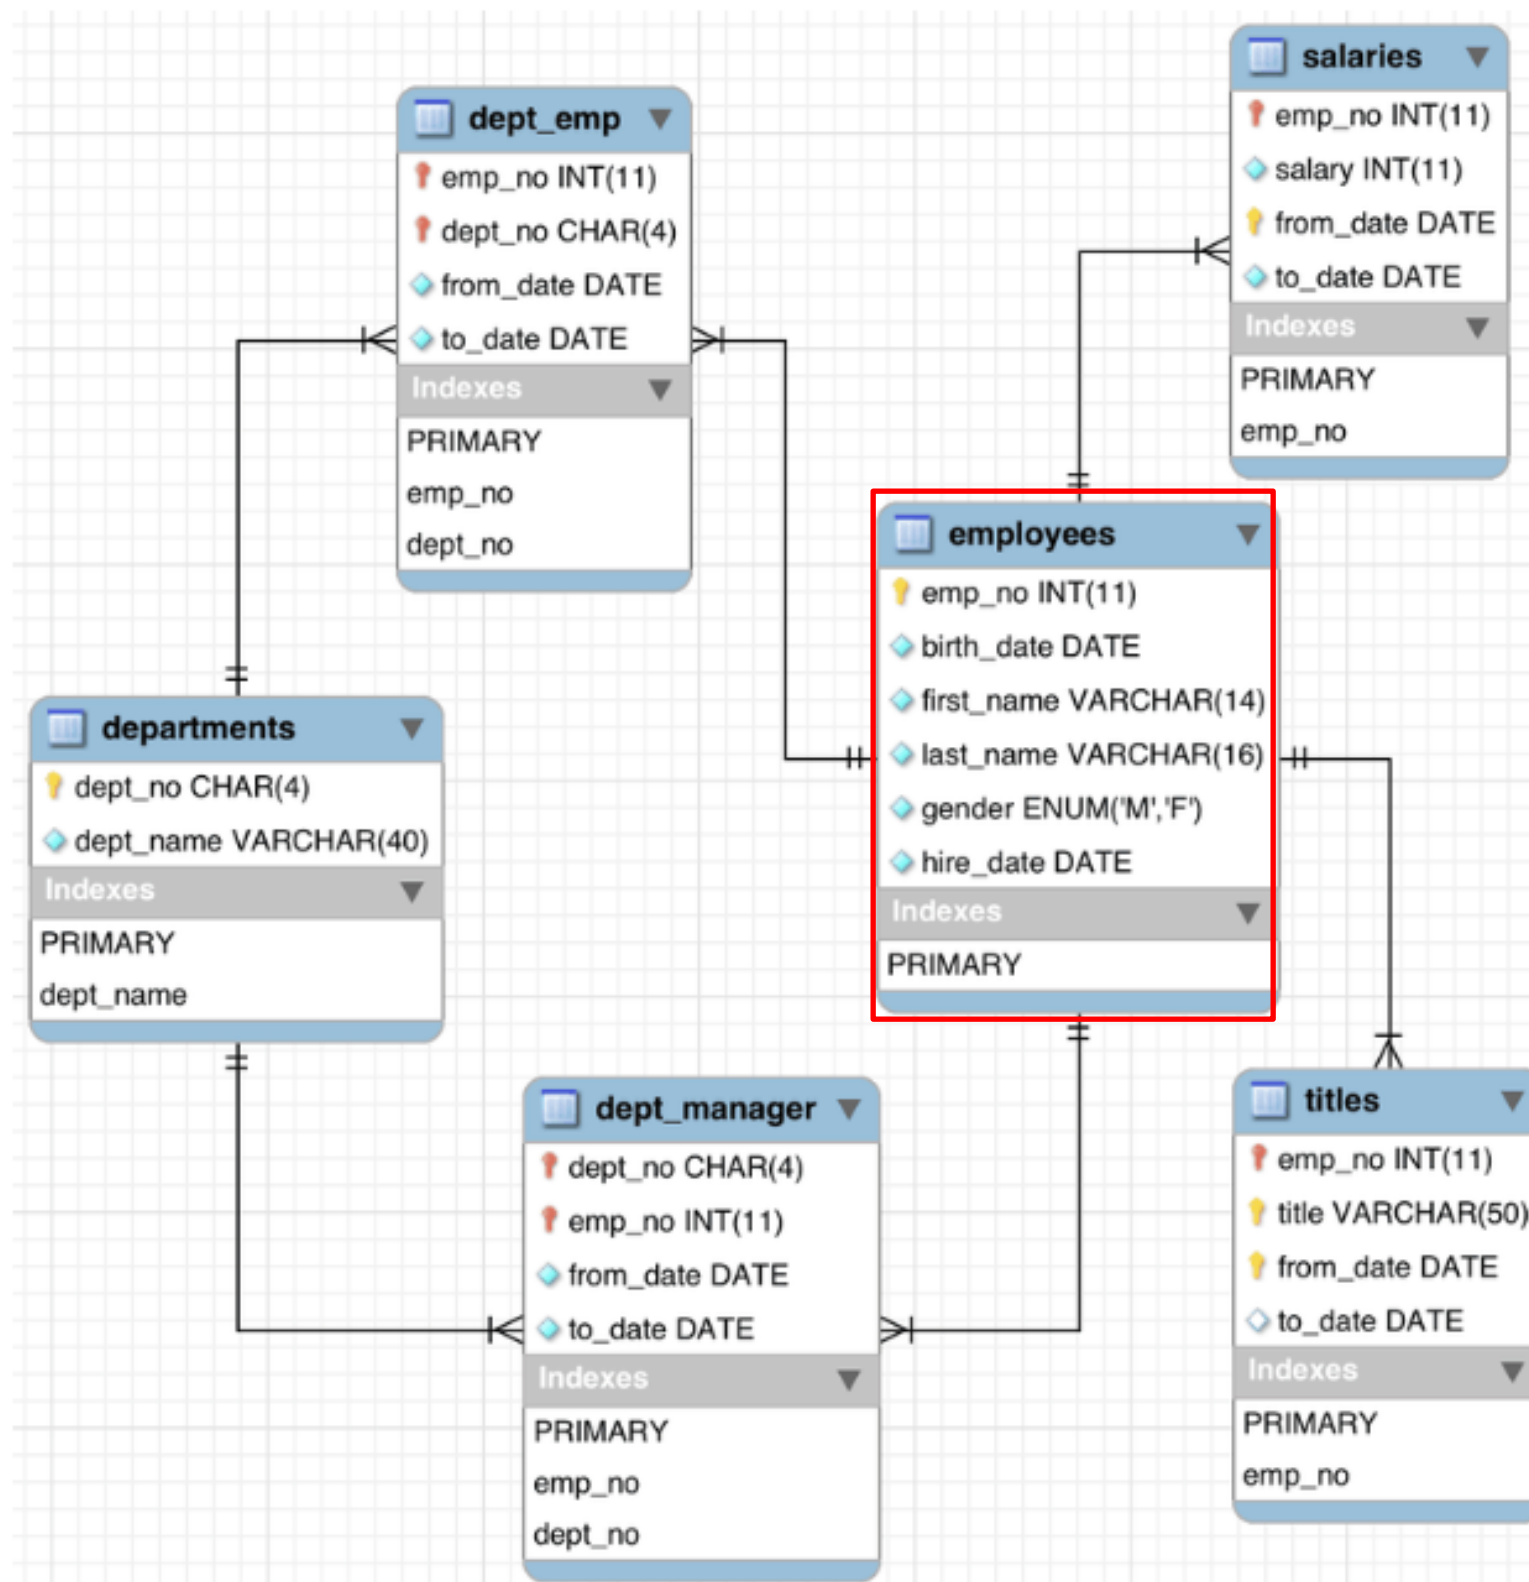 salaries
emp_no INT(11)
salary INT(11)
from_date DATE
to_date DATE
Indexes
PRIMARY
emp_no
dept_emp
emp_no INT(11)
dept_no CHAR(4)
from_date DATE
to_date DATE
Indexes
PRIMARY
emp_no
dept_no
employees
emp_no INT(11)
birth_date DATE
first_name VARCHAR(14)
last_name VARCHAR(16)
gender ENUM('M','F')
hire_date DATE
Indexes
PRIMARY
departments
dept_no CHAR(4)
dept_name VARCHAR(40)
Indexes
PRIMARY
dept_name
dept_manager
dept_no CHAR(4)
emp_no INT(11)
from_date DATE
to_date DATE
Indexes
PRIMARY
emp_no
dept_no
titles
emp_no INT(11)
title VARCHAR(50)
from_date DATE
to_date DATE
Indexes
PRIMARY
emp_no